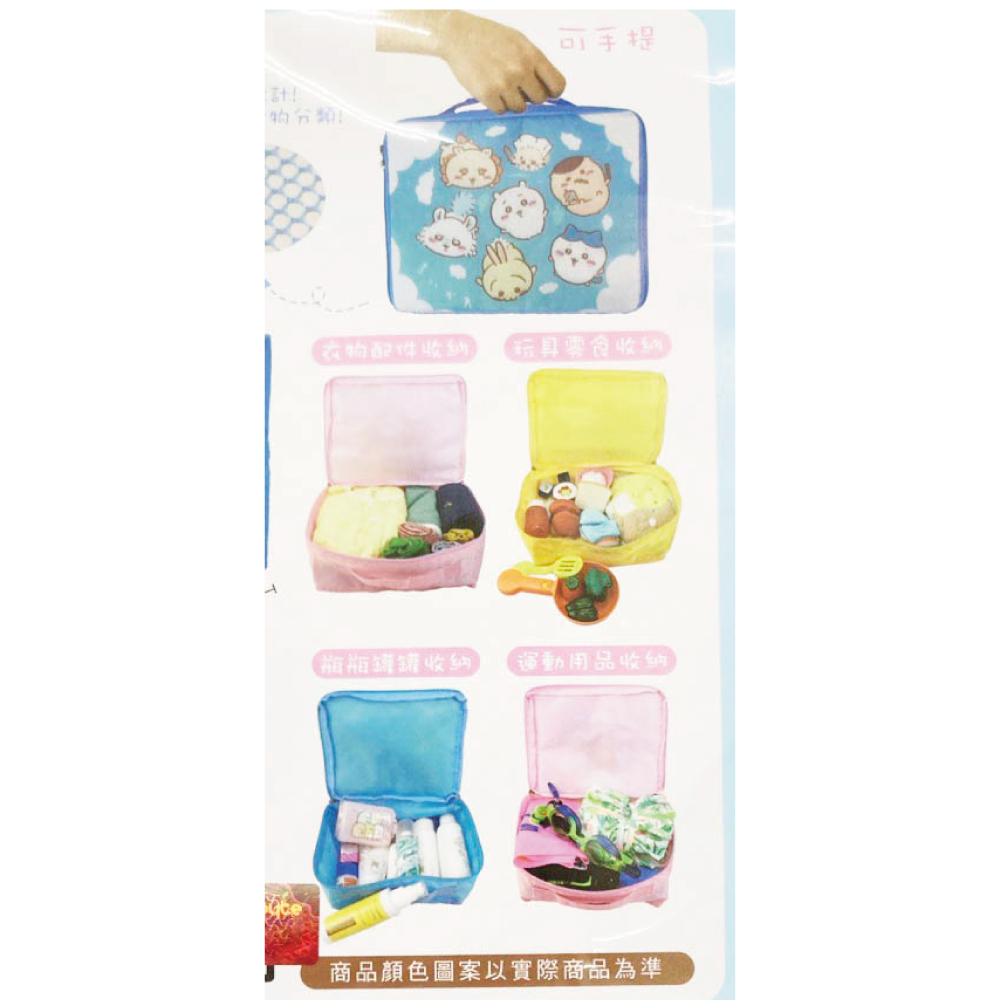 可手提
計!
物分類!
衣物配件收納
玩具零食收納
瓶瓶罐罐收納
運動用品收納
商品顏色圖案以實際商品為準